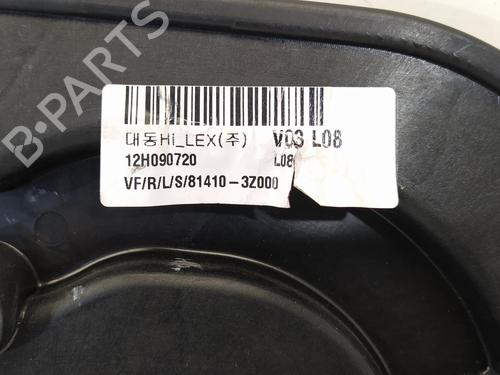 B-PARTS
대동Hi_LEX(주) V03 L08
12H090720 L08
VF/R/L/S/81410-3Z000